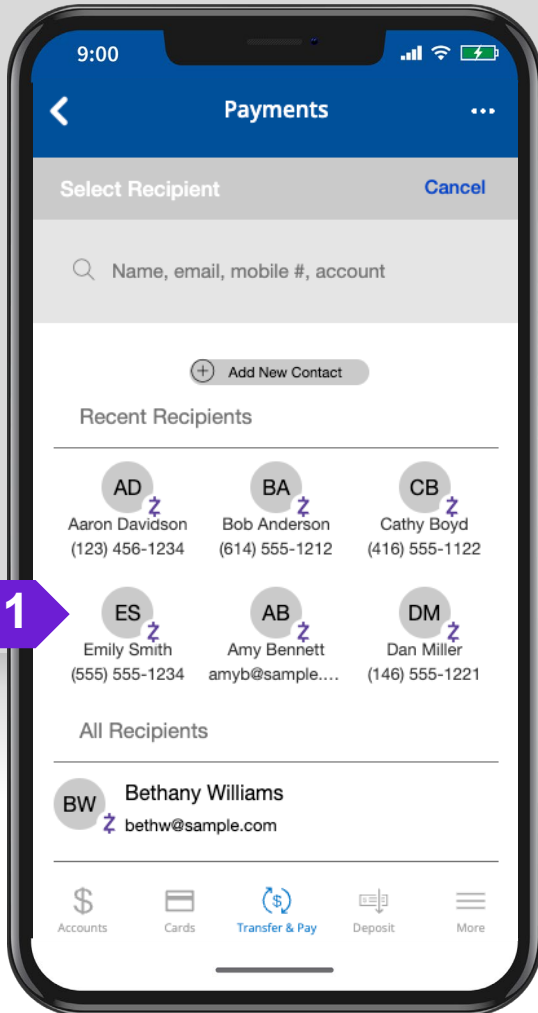 9:00
Payments
Select Recipient Cancel
Name, email, mobile #, account
Add New Contact
Recent Recipients
AD BA CB
Aaron Davidson Bob Anderson Cathy Boyd
(123) 456-1234 (614) 555-1212 (416) 555-1122
1
ES AB DM
Emily Smith Amy Bennett Dan Miller
(555) 555-1234 amyb@sample.... (146) 555-1221
All Recipients
BW Bethany Williams
bethw@sample.com
Accounts Cards Transfer & Pay Deposit More